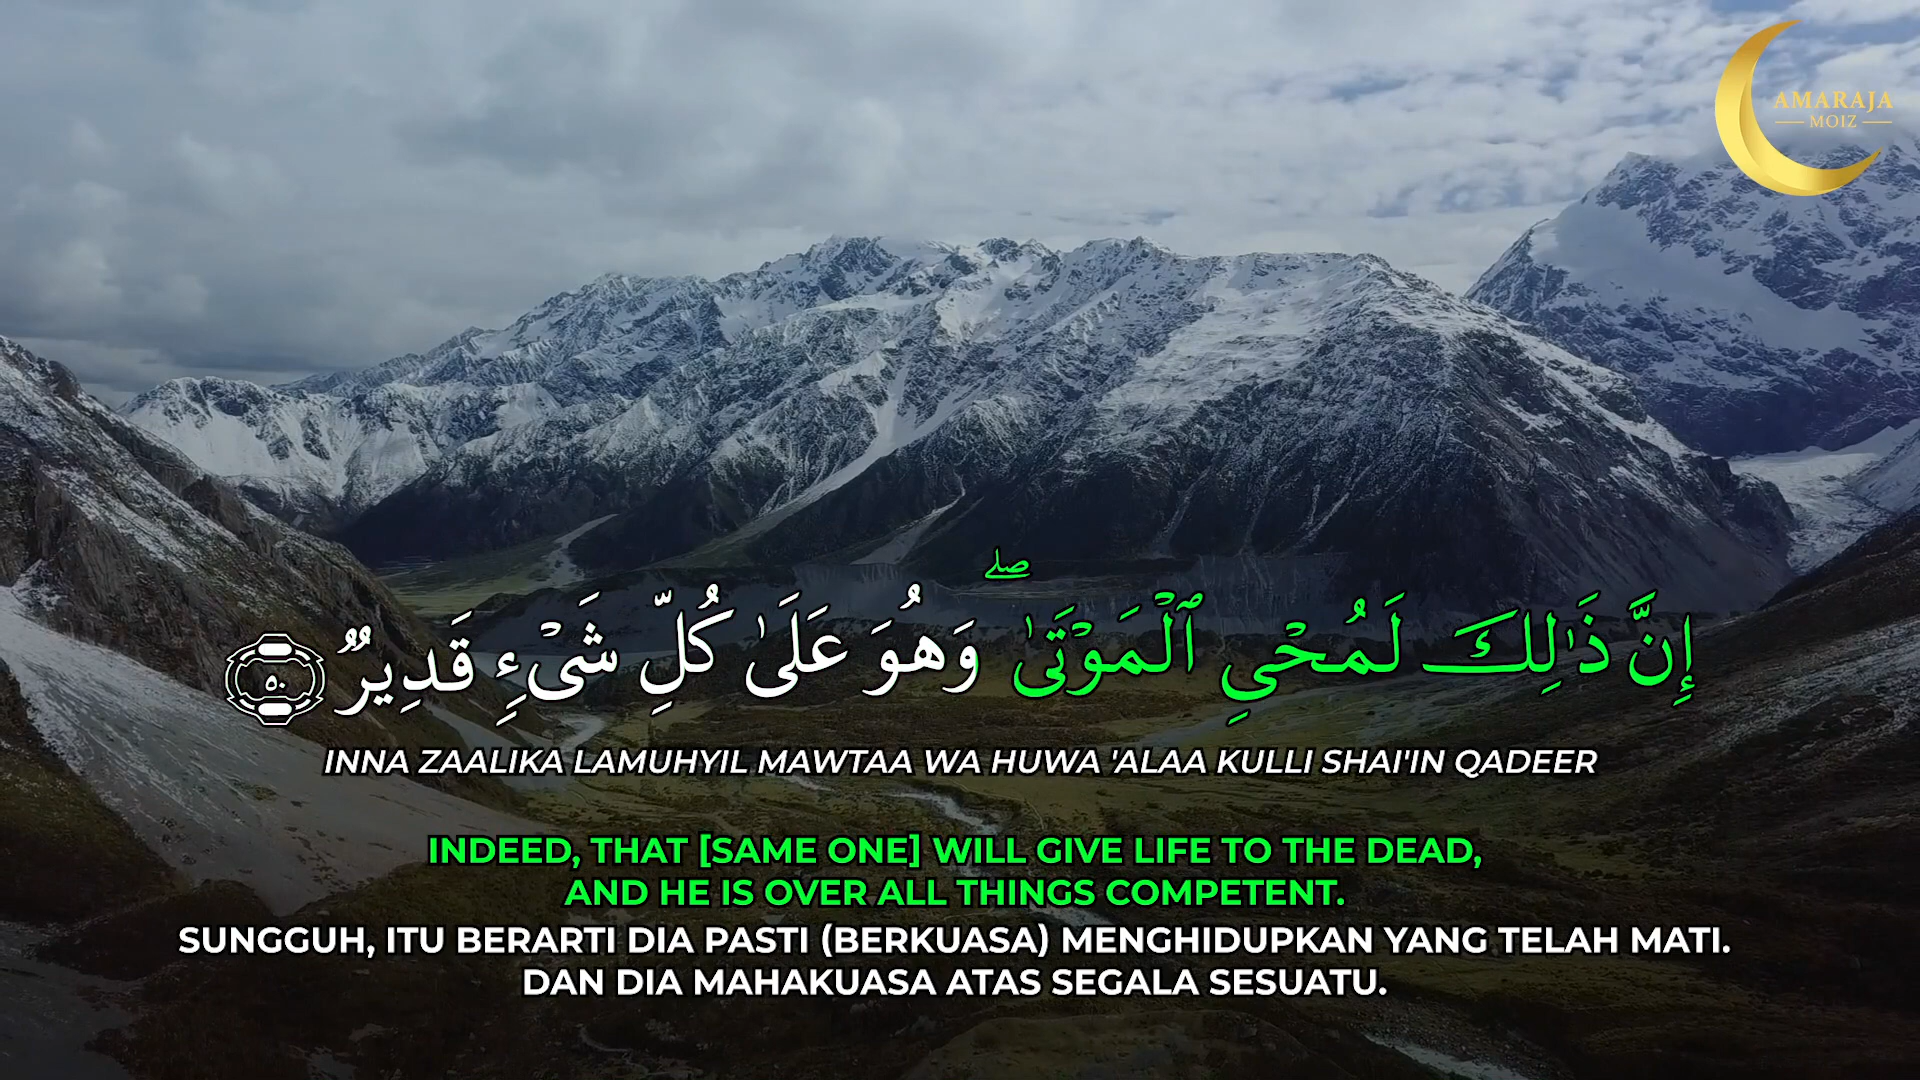 AMARAJA
MOIZ
إِنَّ ذَٰلِكَ لَمُحْىِ ٱلْمَوْتَىٰ ۖ وَهُوَ عَلَىٰ كُلِّ شَىْءٍ قَدِيرٌ ٥٠
INNA ZAALIKA LAMUHYIL MAWTAA WA HUWA 'ALAA KULLI SHAI'IN QADEER
INDEED, THAT [SAME ONE] WILL GIVE LIFE TO THE DEAD,
AND HE IS OVER ALL THINGS COMPETENT.
SUNGGUH, ITU BERARTI DIA PASTI (BERKUASA) MENGHIDUPKAN YANG TELAH MATI.
DAN DIA MAHAKUASA ATAS SEGALA SESUATU.